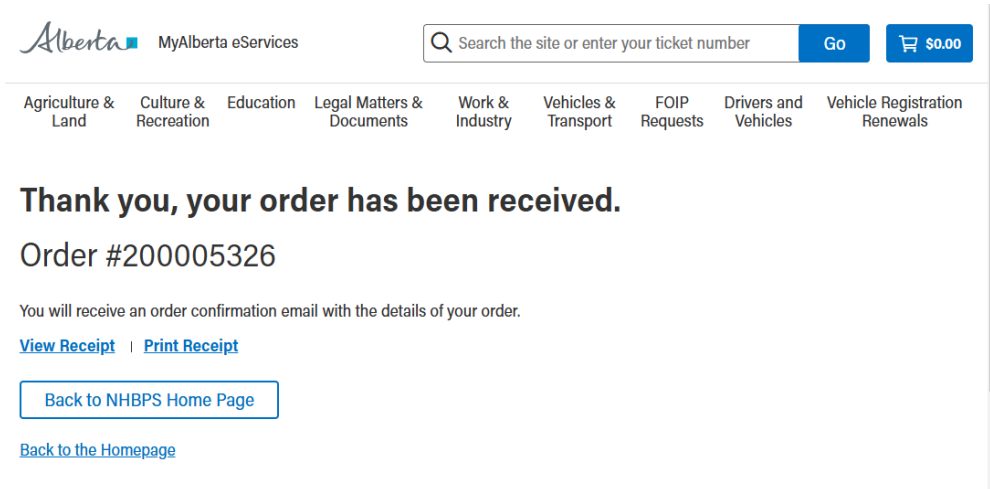 Alberta MyAlberta eServices
Search the site or enter your ticket number
Go
$0.00
Agriculture &
Land
Culture &
Recreation
Education
Legal Matters &
Documents
Work &
Industry
Vehicles &
Transport
FOIP
Requests
Drivers and
Vehicles
Vehicle Registration
Renewals
Thank you, your order has been received.
Order #200005326
You will receive an order confirmation email with the details of your order.
View Receipt | Print Receipt
Back to NHBPS Home Page
Back to the Homepage